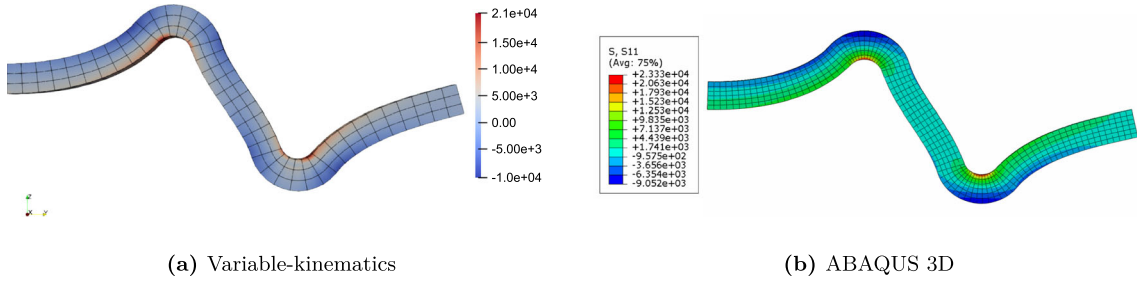 2.1e+04
1.50e+4
1.00e+4
5.00e+3
0.00
-5.00e+3
-1.0e+04
Z
X
Y
(a) Variable-kinematics
S, S11
(Avg: 75%)
+2.333e+04
+2.063e+04
+1.793e+04
+1.523e+04
+1.253e+04
+9.835e+03
+7.137e+03
+4.439e+03
+1.741e+03
-9.575e+02
-3.656e+03
-6.354e+03
-9.052e+03
(b) ABAQUS 3D